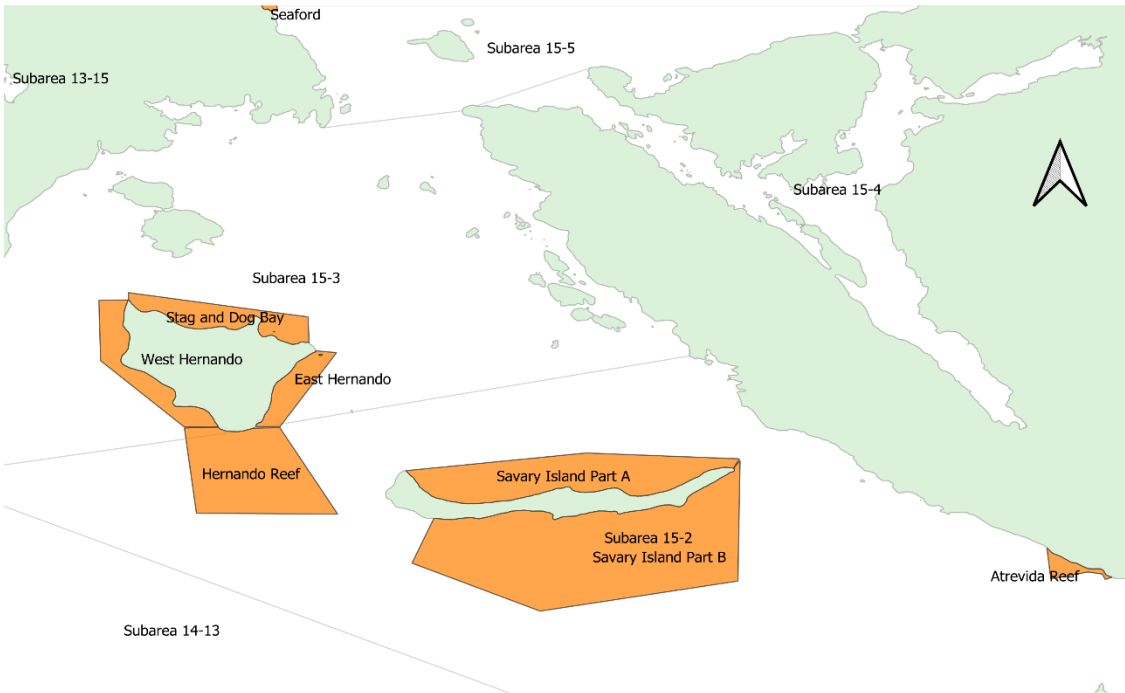 Seaford
Subarea 15-5
Subarea 13-15
Subarea 15-4
Subarea 15-3
Stag and Dog Bay
West Hernando
East Hernando
Hernando Reef
Savary Island Part A
Subarea 15-2
Savary Island Part B
Atrevida Reef
Subarea 14-13